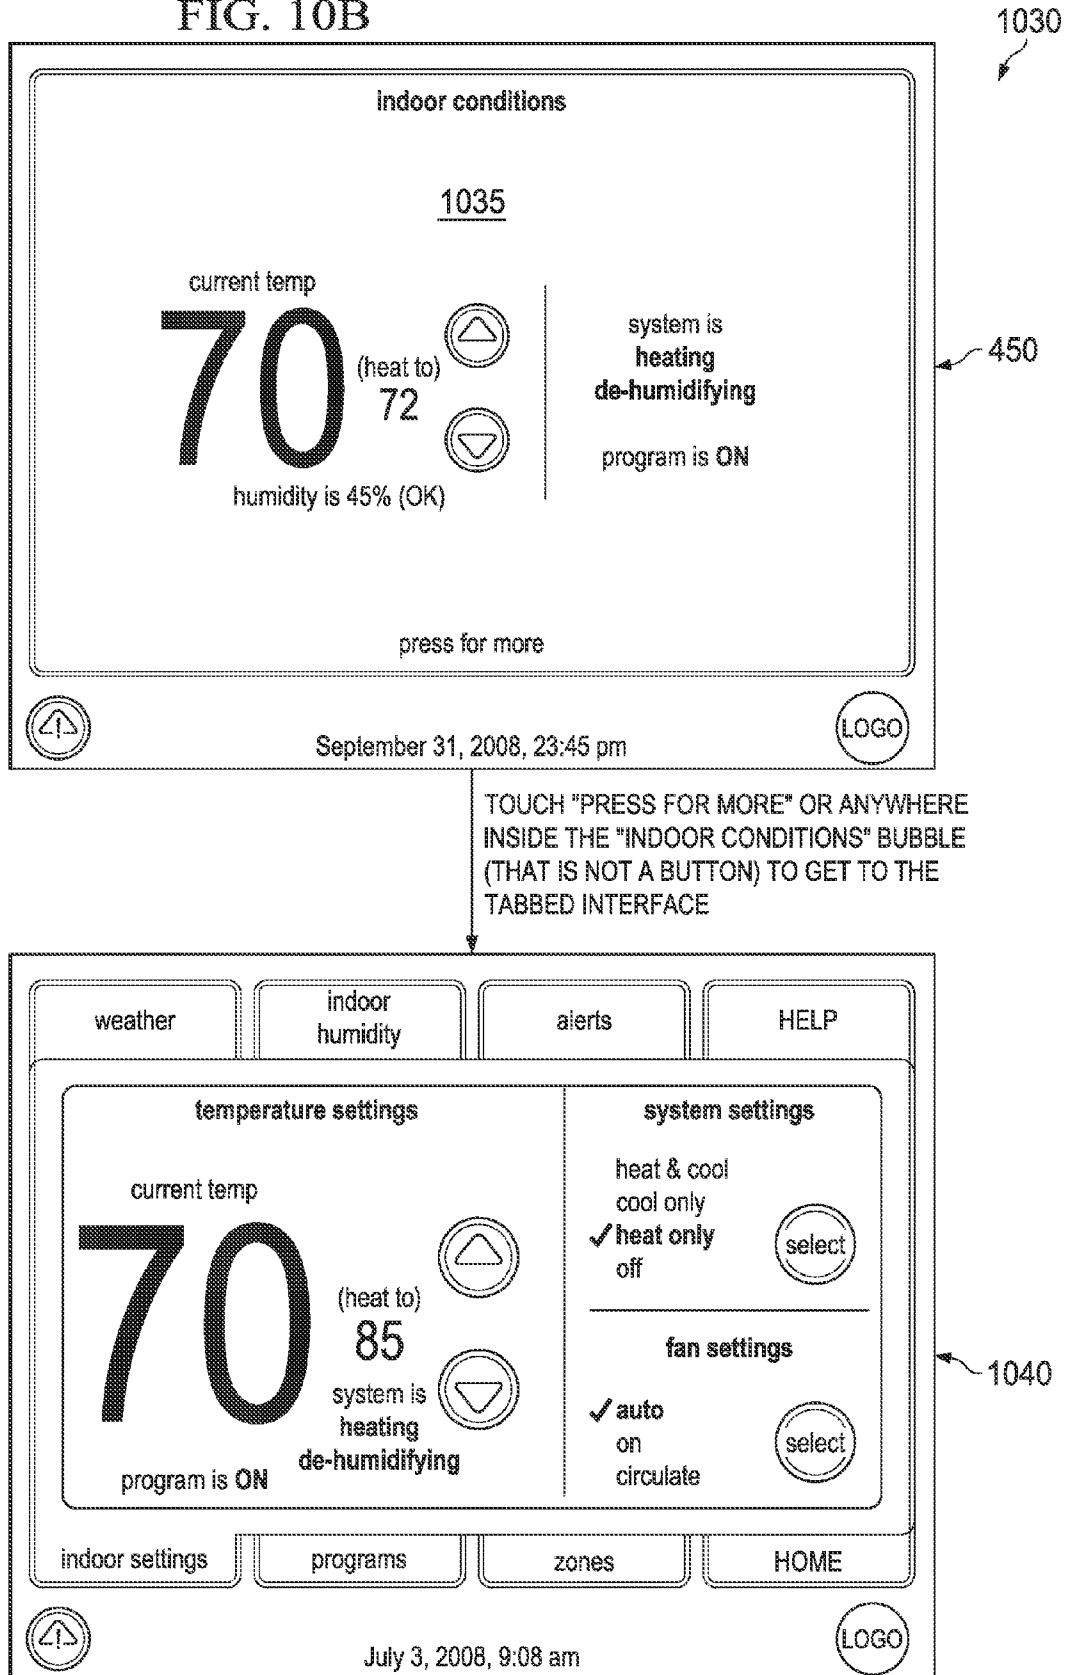 FIG. 10B
1030
indoor conditions
1035
current temp
70
(heat to)
72
humidity is 45% (OK)
system is
heating
de-humidifying
program is ON
450
press for more
LOGO
September 31, 2008, 23:45 pm
TOUCH "PRESS FOR MORE" OR ANYWHERE
INSIDE THE "INDOOR CONDITIONS" BUBBLE
(THAT IS NOT A BUTTON) TO GET TO THE
TABBED INTERFACE
weather
indoor
humidity
alerts
HELP
temperature settings
current temp
70
(heat to)
85
system is
heating
de-humidifying
program is ON
system settings
heat & cool
cool only
✓ heat only
off
select
fan settings
✓ auto
on
circulate
select
1040
indoor settings
programs
zones
HOME
LOGO
July 3, 2008, 9:08 am